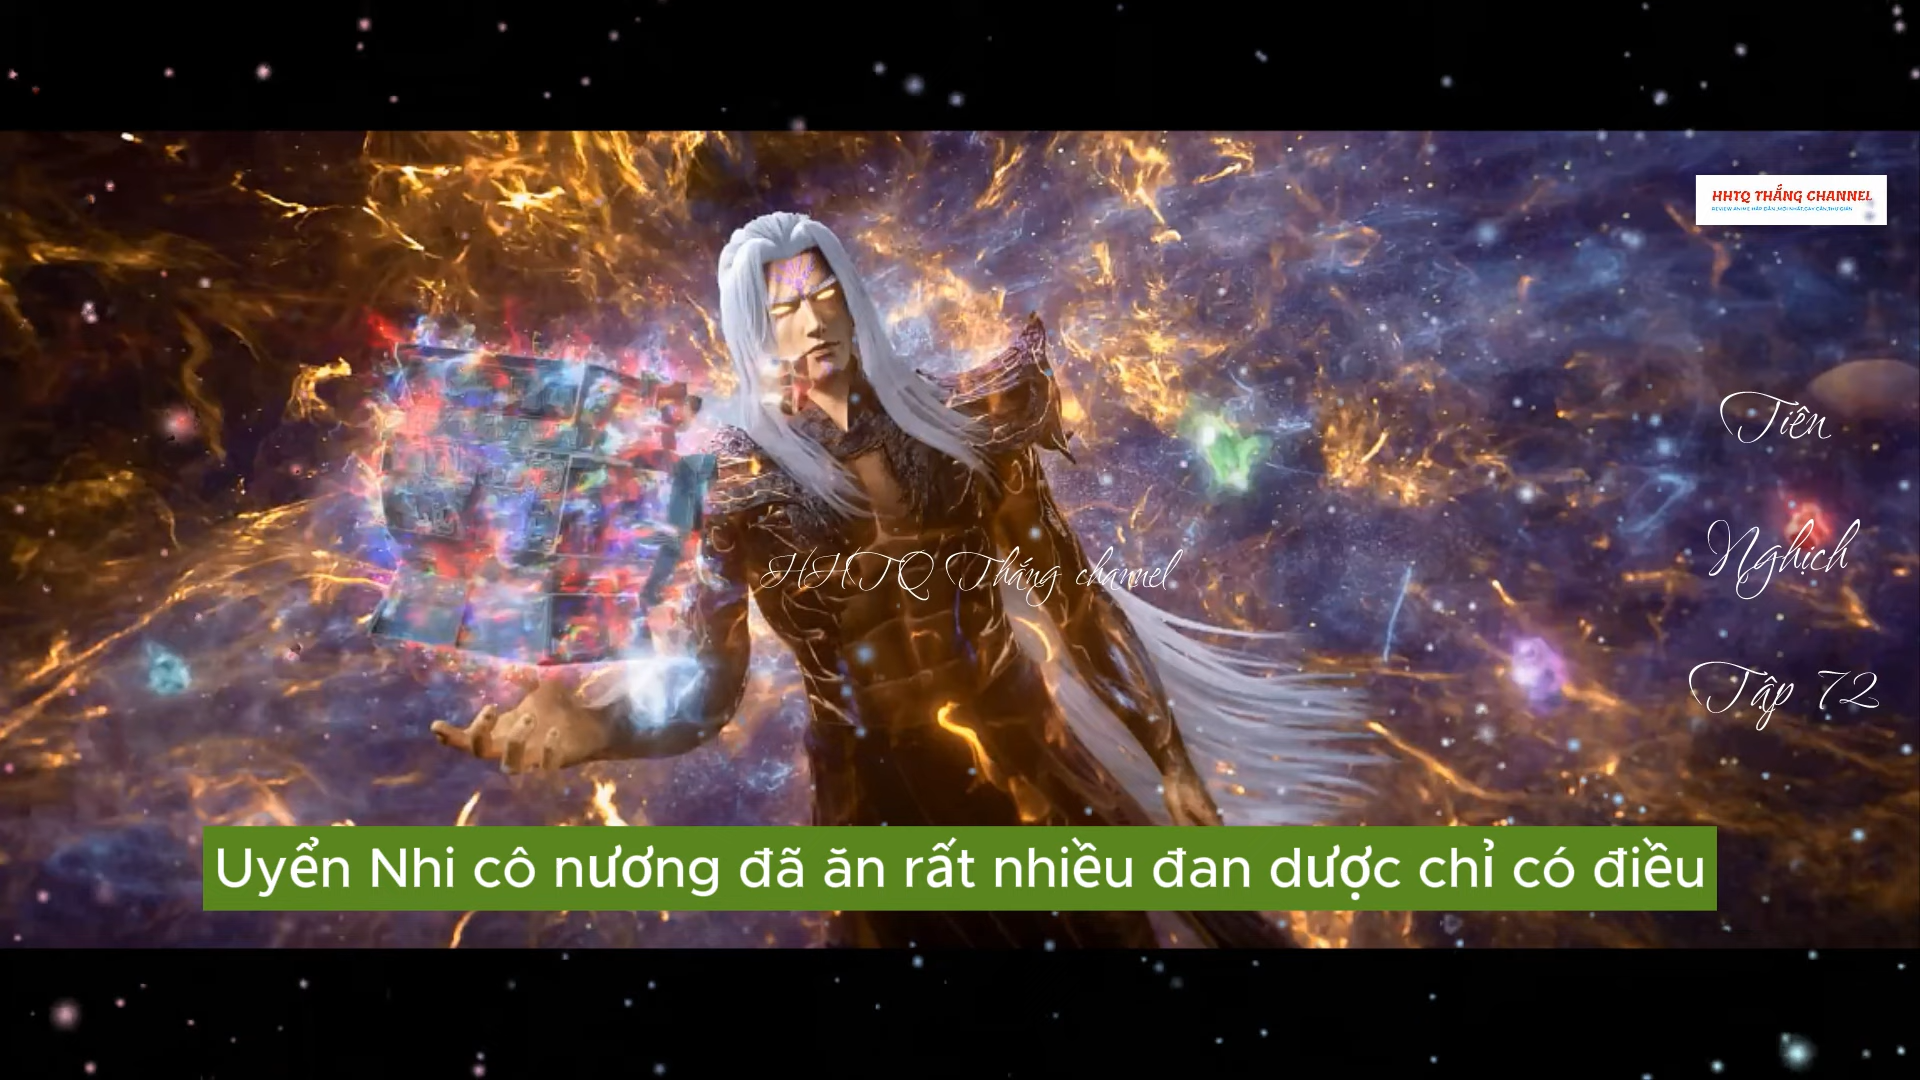 HHTQ THẮNG CHANNEL
Tiên
Nghịch
HHTQ Thắng channel
Tập 72
Uyển Nhi cô nương đã ăn rất nhiều đan dược chỉ có điều